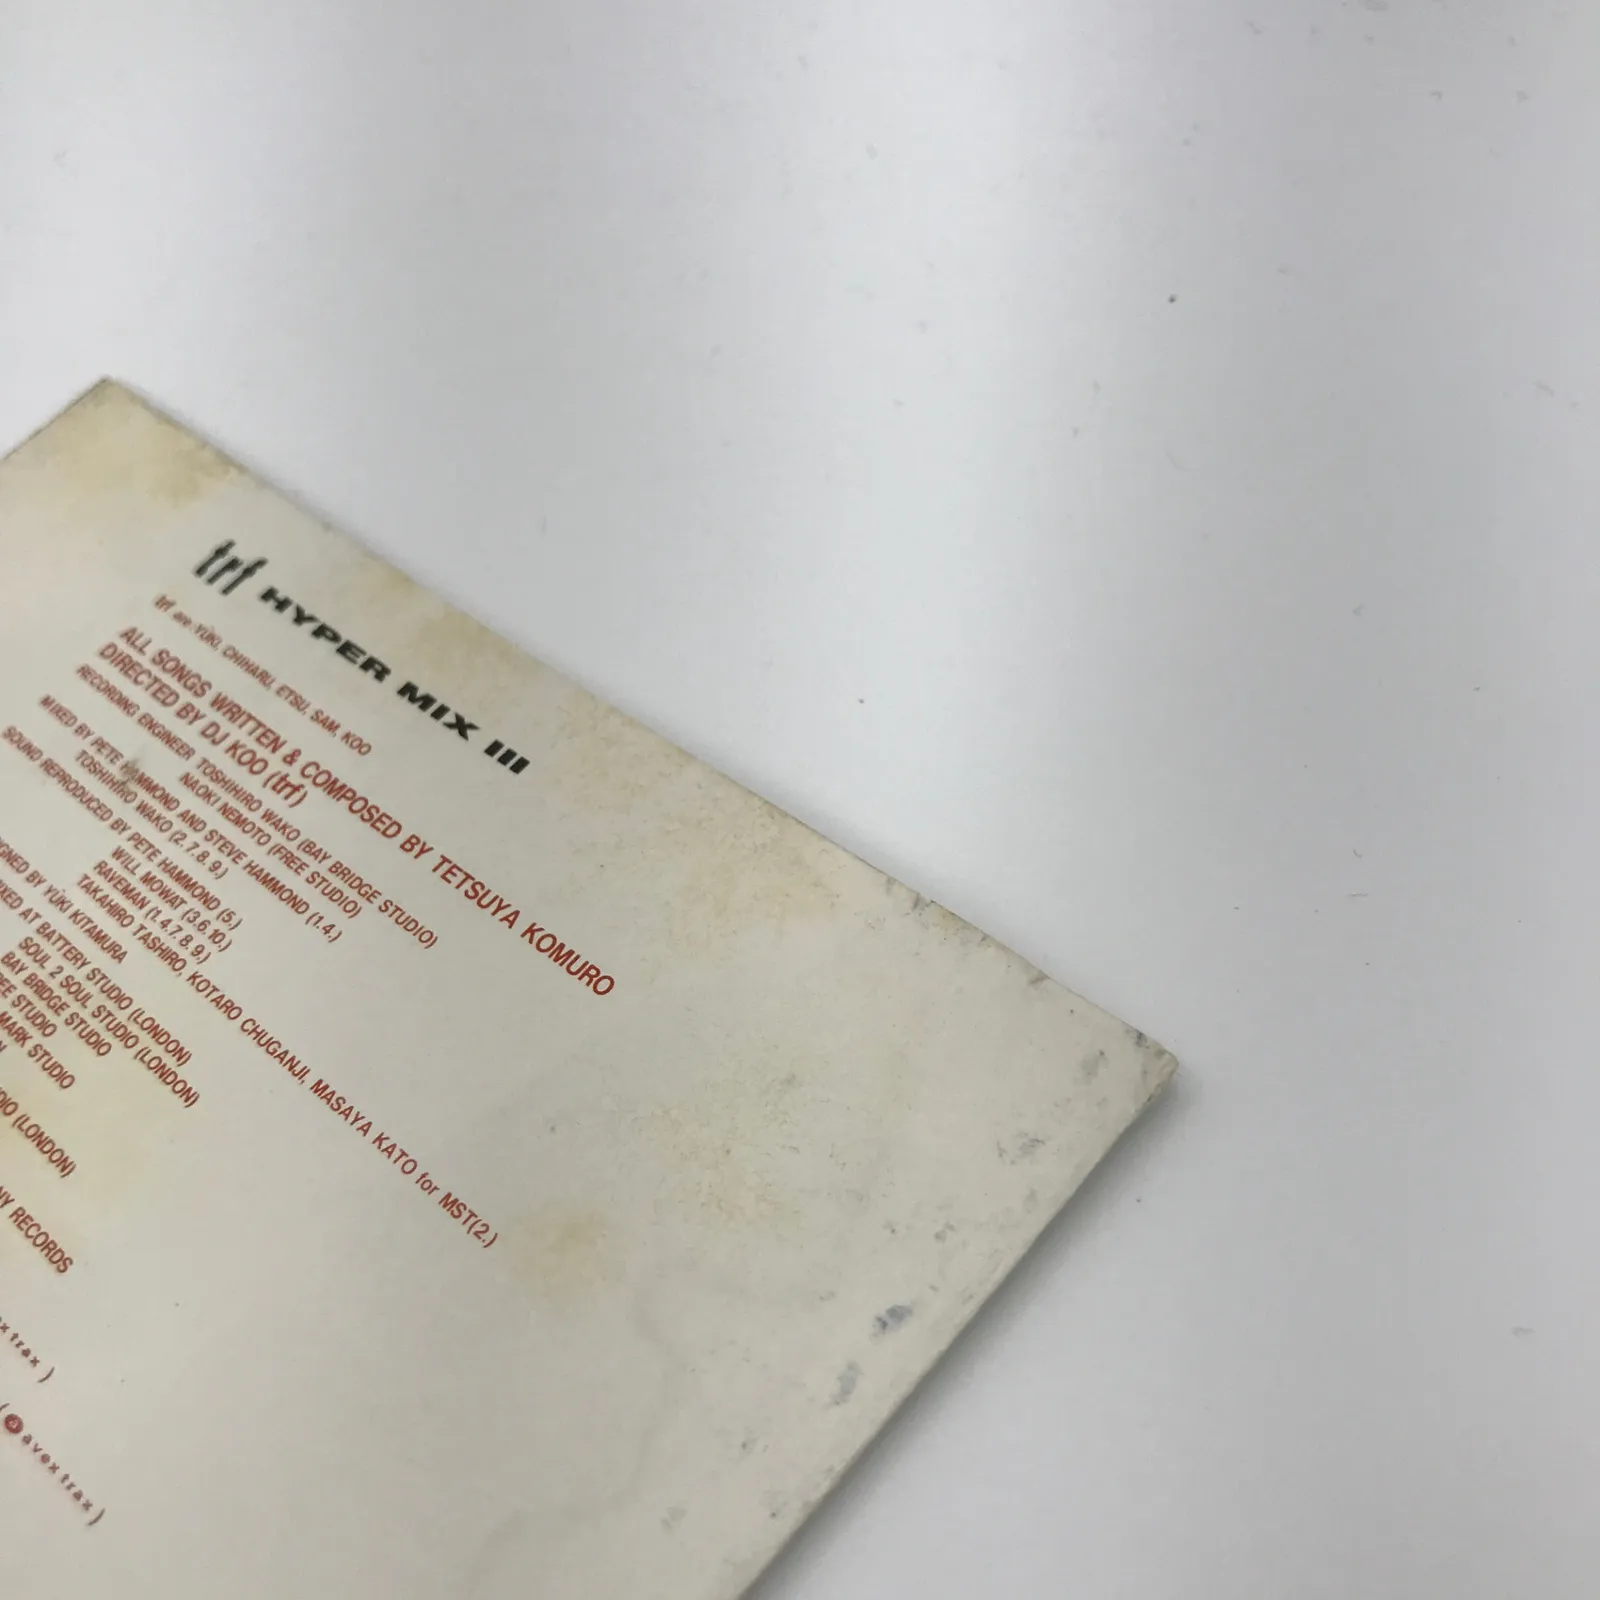 trf HYPER MIX III
trf are YŪKI, CHIHARU, ETSU, SAM, KOO
ALL SONGS WRITTEN & COMPOSED BY TETSUYA KOMURO
DIRECTED BY DJ KOO (trf)
RECORDING ENGINEER TOSHIHIRO WAKO (BAY BRIDGE STUDIO)
NAOKI NEMOTO (FREE STUDIO)
MIXED BY PETE HAMMOND AND STEVE HAMMOND (1.4.)
TOSHIHIRO WAKO (2.7.8.9.)
SOUND REPRODUCED BY PETE HAMMOND (5.)
WILL MOWAT (3.6.10.)
RAVEMAN (1.4.7.8.9.)
TAKAHIRO TASHIRO, KOTARO CHUGANJI, MASAYA KATO for MST(2.)
BY YŪKI KITAMURA
AT BATTERY STUDIO (LONDON)
SOUL 2 SOUL STUDIO (LONDON)
BAY BRIDGE STUDIO
STUDIO
MARK STUDIO
(LONDON)
RECORDS
trax )
( avex trax )